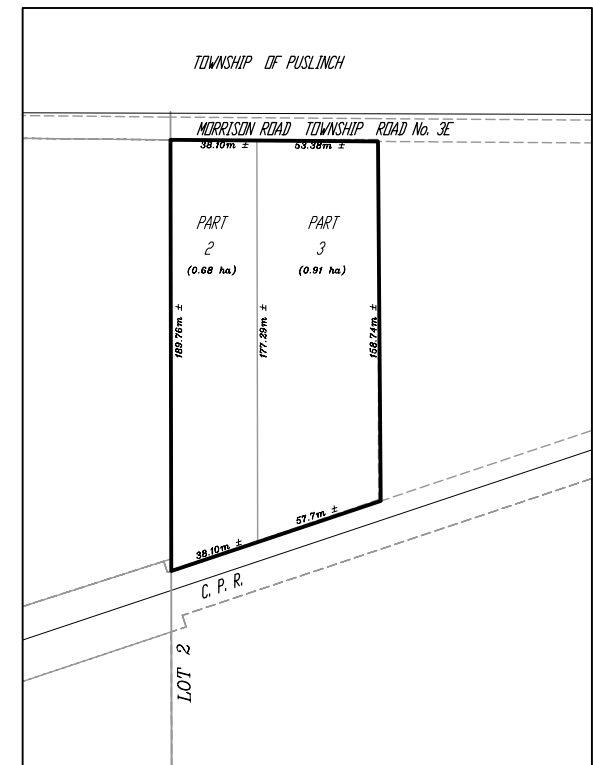 TOWNSHIP OF PUSLINCH
MORRISON ROAD TOWNSHIP ROAD No. 3E
38.10m ± 53.38m ±
PART
2
(0.68 ha)
PART
3
(0.91 ha)
189.76m ±
177.29m ±
158.74m ±
38.10m ±
57.7m ±
C. P. R.
LOT 2